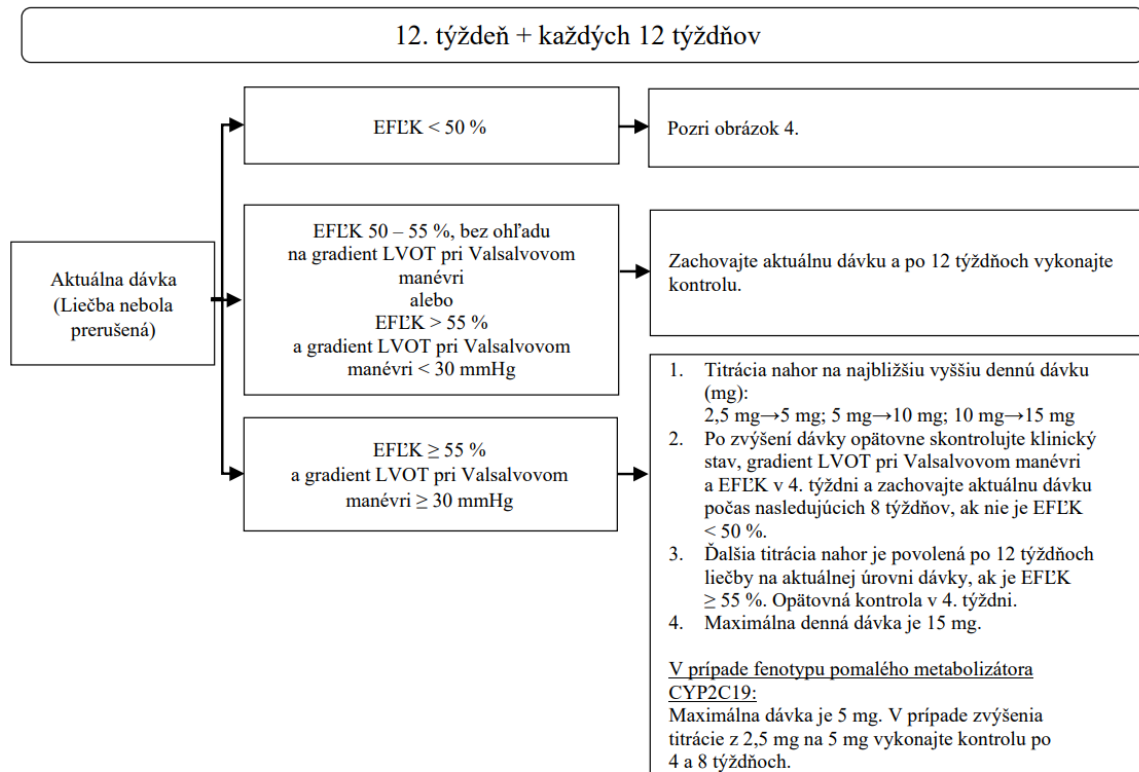 12. týždeň + každých 12 týždňov
EFĽK < 50 %
Pozri obrázok 4.
Aktuálna dávka
(Liečba nebola
prerušená)
EFĽK 50 – 55 %, bez ohľadu
na gradient LVOT pri Valsalvovom
manévri
alebo
EFĽK > 55 %
a gradient LVOT pri Valsalvovom
manévri < 30 mmHg
Zachovajte aktuálnu dávku a po 12 týždňoch vykonajte
kontrolu.
EFĽK ≥ 55 %
a gradient LVOT pri Valsalvovom
manévri ≥ 30 mmHg
1. Titrácia nahor na najbližšiu vyššiu dennú dávku
(mg):
2,5 mg→5 mg; 5 mg→10 mg; 10 mg→15 mg
2. Po zvýšení dávky opätovne skontrolujte klinický
stav, gradient LVOT pri Valsalvovom manévri
a EFĽK v 4. týždni a zachovajte aktuálnu dávku
počas nasledujúcich 8 týždňov, ak nie je EFĽK
< 50 %.
3. Ďalšia titrácia nahor je povolená po 12 týždňoch
liečby na aktuálnej úrovni dávky, ak je EFĽK
≥ 55 %. Opätovná kontrola v 4. týždni.
4. Maximálna denná dávka je 15 mg.
V prípade fenotypu pomalého metabolizátora
CYP2C19:
Maximálna dávka je 5 mg. V prípade zvýšenia
titrácie z 2,5 mg na 5 mg vykonajte kontrolu po
4 a 8 týždňoch.